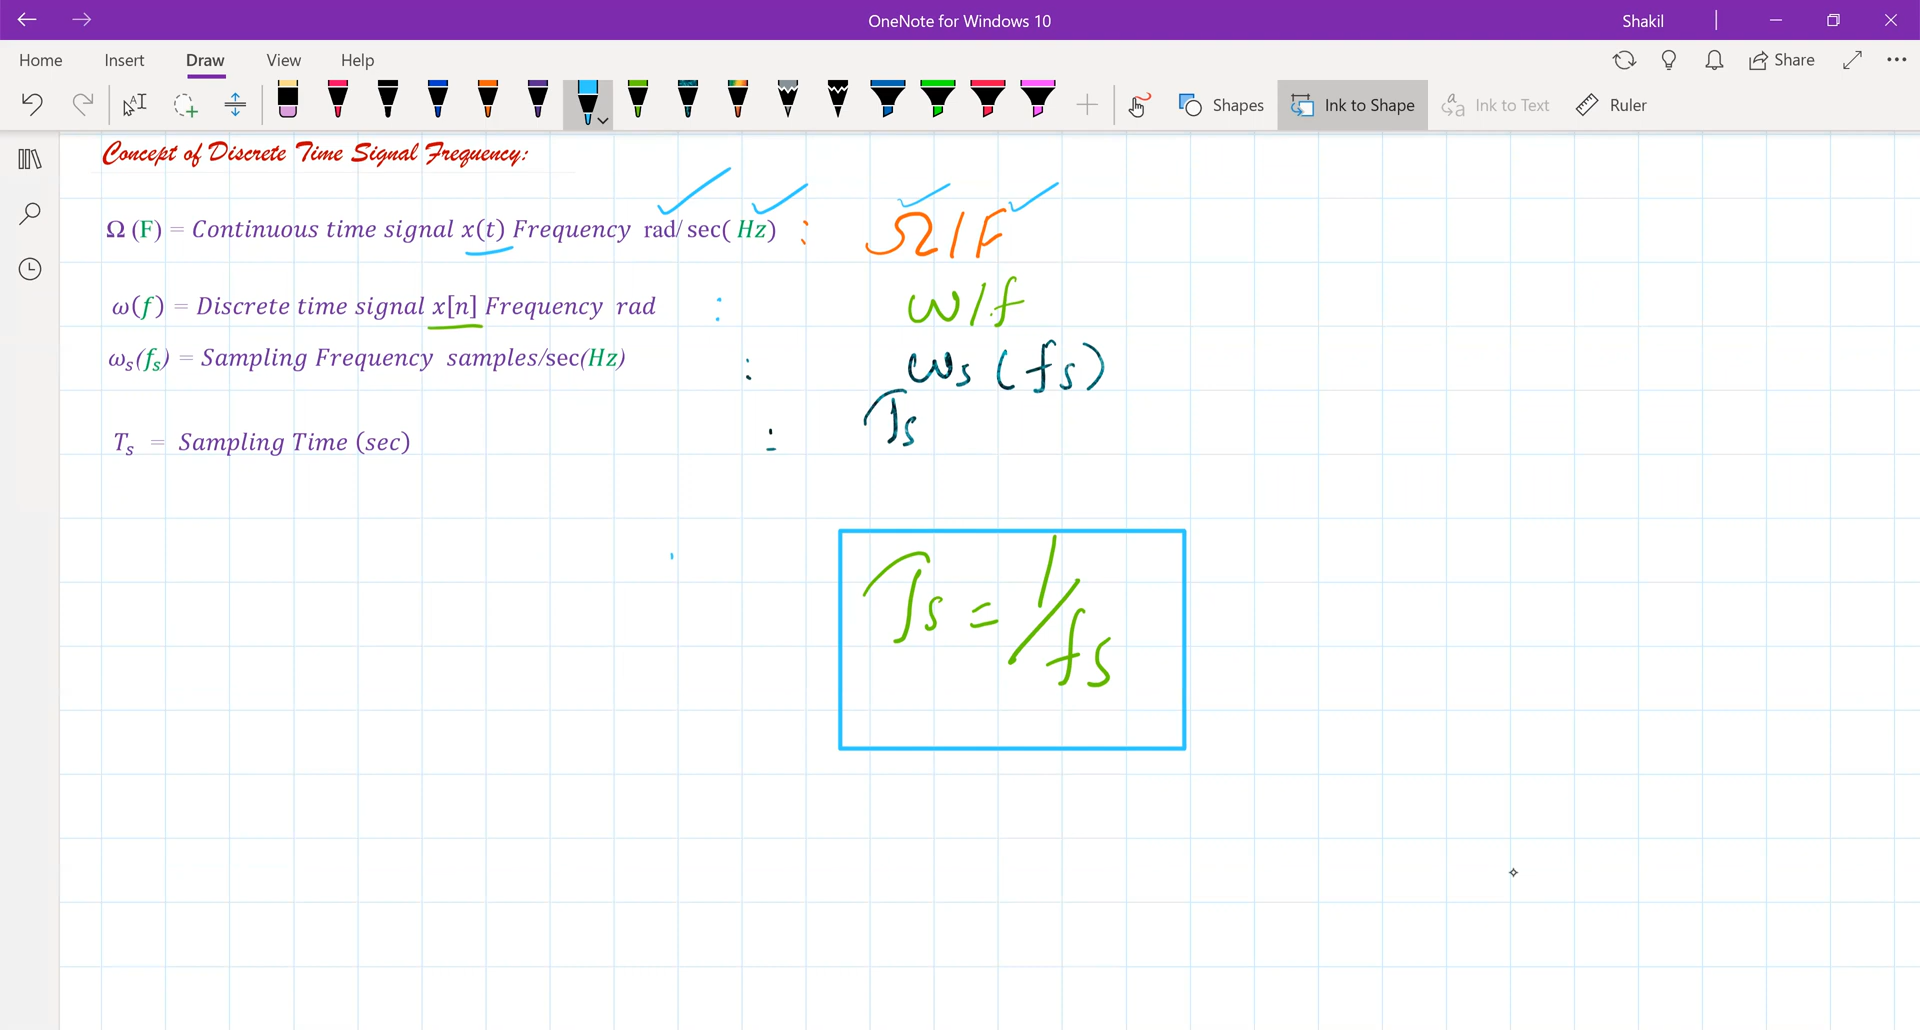 OneNote for Windows 10
Shakil
Home Insert Draw View Help
Share
Shapes Ink to Shape Ink to Text Ruler
Concept of Discrete Time Signal Frequency:
Ω (F) = Continuous time signal x(t) Frequency rad/ sec( Hz) : Ω/F
ω(f) = Discrete time signal x[n] Frequency rad : ω/f
ωs(fs) = Sampling Frequency samples/sec(Hz) : ωs (fs)
Ts = Sampling Time (sec) : Ts
Ts = 1/fs